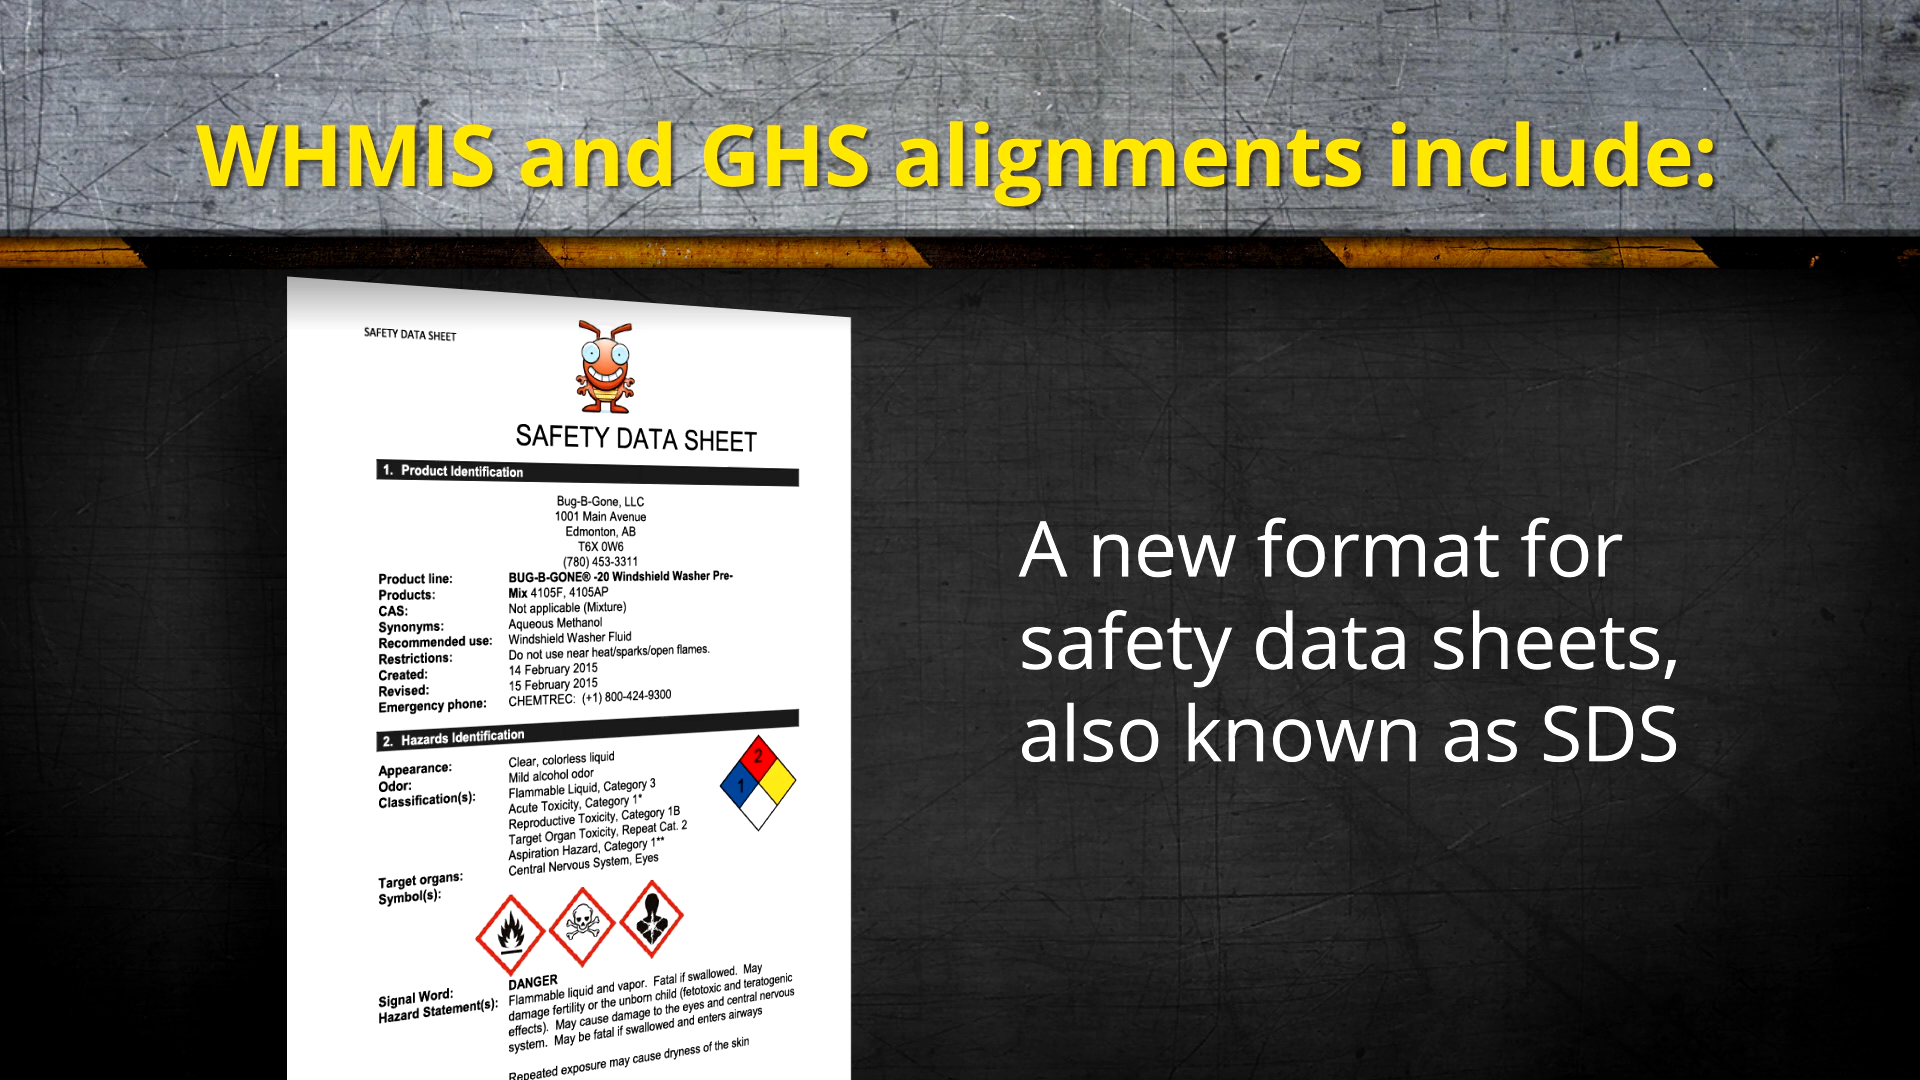 WHMIS and GHS alignments include:
SAFETY DATA SHEET
SAFETY DATA SHEET
1. Product Identification
Bug-B-Gone, LLC
1001 Main Avenue
Edmonton, AB
T6X 0W6
(780) 453-3311
Product line: BUG-B-GONE® -20 Windshield Washer Pre-
Products: Mix 4105F, 4105AP
CAS: Not applicable (Mixture)
Synonyms: Aqueous Methanol
Recommended use: Windshield Washer Fluid
Restrictions: Do not use near heat/sparks/open flames.
Created: 14 February 2015
Revised: 15 February 2015
Emergency phone: CHEMTREC: (+1) 800-424-9300
2. Hazards Identification
Appearance: Clear, colorless liquid
Odor: Mild alcohol odor
Classification(s): Flammable Liquid, Category 3
Acute Toxicity, Category 1*
Reproductive Toxicity, Category 1B
Target Organ Toxicity, Repeat Cat. 2
Aspiration Hazard, Category 1**
Target organs: Central Nervous System, Eyes
Symbol(s):
2
1
Signal Word: DANGER
Hazard Statement(s): Flammable liquid and vapor. Fatal if swallowed. May
damage fertility or the unborn child (fetotoxic and teratogenic
effects). May cause damage to the eyes and central nervous
system. May be fatal if swallowed and enters airways
Repeated exposure may cause dryness of the skin
A new format for
safety data sheets,
also known as SDS